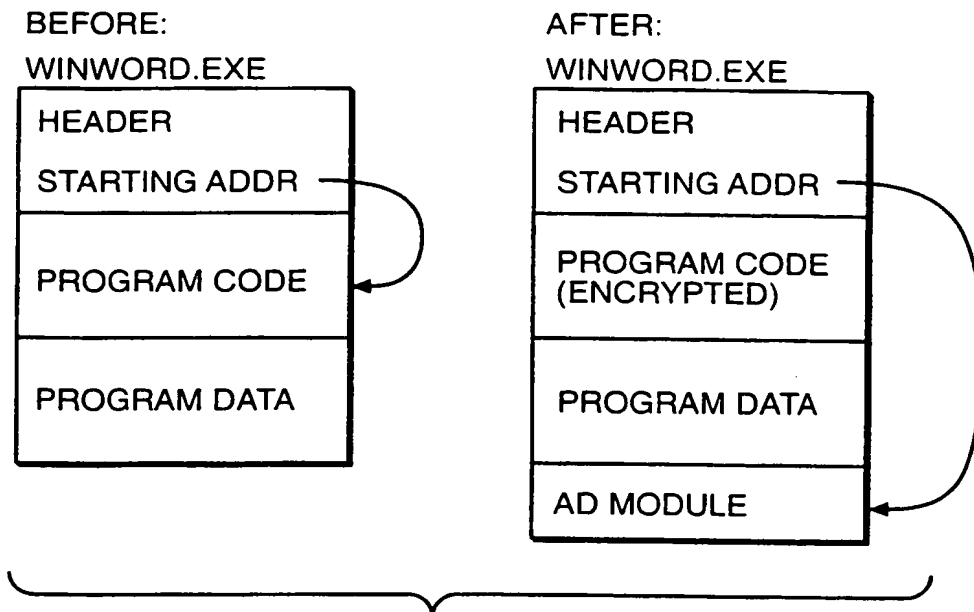 BEFORE:
WINWORD.EXE
HEADER
STARTING ADDR
PROGRAM CODE
PROGRAM DATA
AFTER:
WINWORD.EXE
HEADER
STARTING ADDR
PROGRAM CODE
(ENCRYPTED)
PROGRAM DATA
AD MODULE